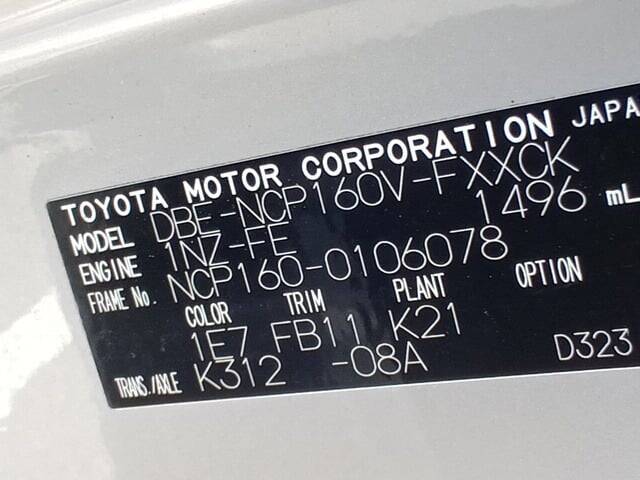 TOYOTA MOTOR CORPORATION JAPA
MODEL DBE-NCP160V-FXXCK
ENGINE 1NZ-FE 1496 mL
FRAME No. NCP160-0106078
COLOR TRIM PLANT OPTION
1E7 FB11 K21
TRANS./AXLE K312 -08A D323